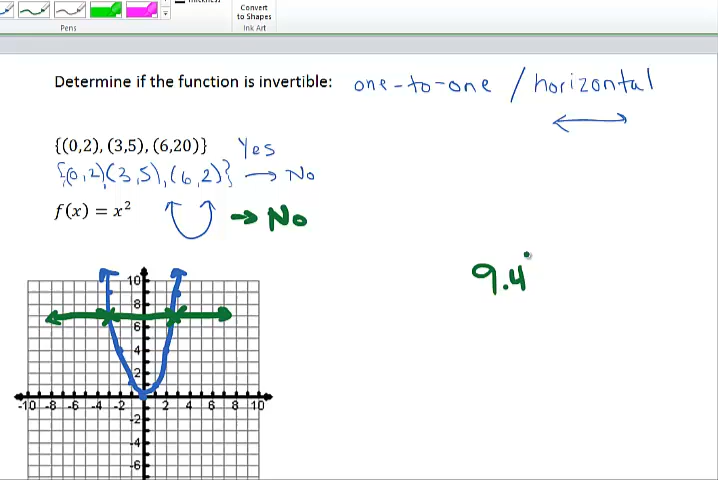 Convert
to Shapes
Pens
Ink Art
Determine if the function is invertible: one-to-one / horizontal
{(0,2), (3,5), (6,20)} Yes
{(0,2)(3,5),(6,2)} → No
f(x) = x² → No
9.4
10
8
6
4
2
-10 -8 -6 -4 -2 2 4 6 8 10
-2
-4
-6